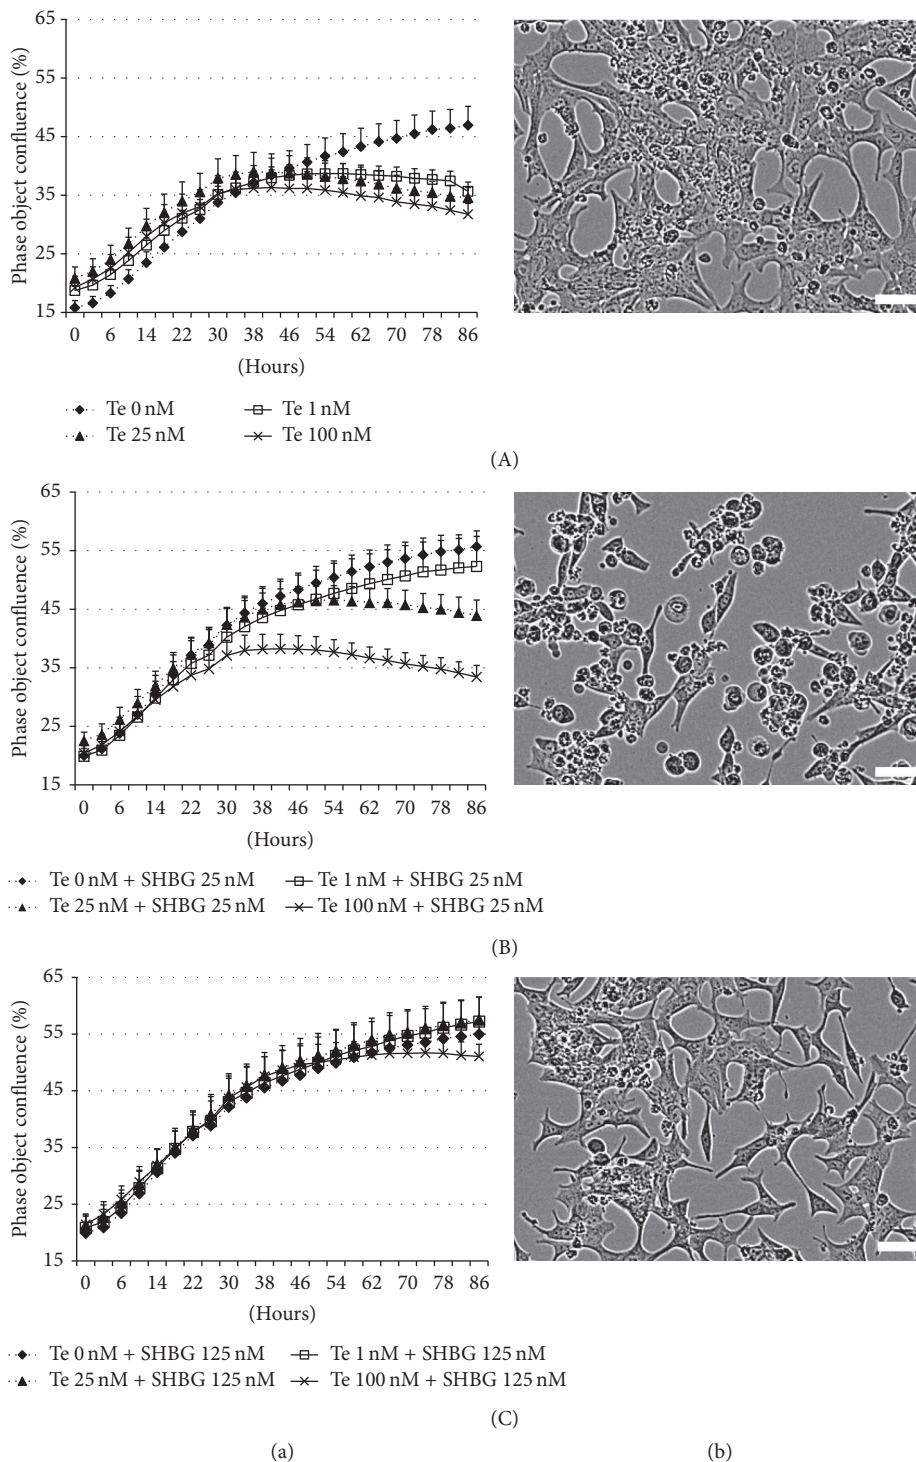 Phase object confluence (%)
65
55
45
35
25
15
0 6 14 22 30 38 46 54 62 70 78 86
(Hours)
Te 0 nM Te 1 nM
Te 25 nM Te 100 nM
(A)
Phase object confluence (%)
65
55
45
35
25
15
0 6 14 22 30 38 46 54 62 70 78 86
(Hours)
Te 0 nM + SHBG 25 nM Te 1 nM + SHBG 25 nM
Te 25 nM + SHBG 25 nM Te 100 nM + SHBG 25 nM
(B)
Phase object confluence (%)
65
55
45
35
25
15
0 6 14 22 30 38 46 54 62 70 78 86
(Hours)
Te 0 nM + SHBG 125 nM Te 1 nM + SHBG 125 nM
Te 25 nM + SHBG 125 nM Te 100 nM + SHBG 125 nM
(C)
(a) (b)